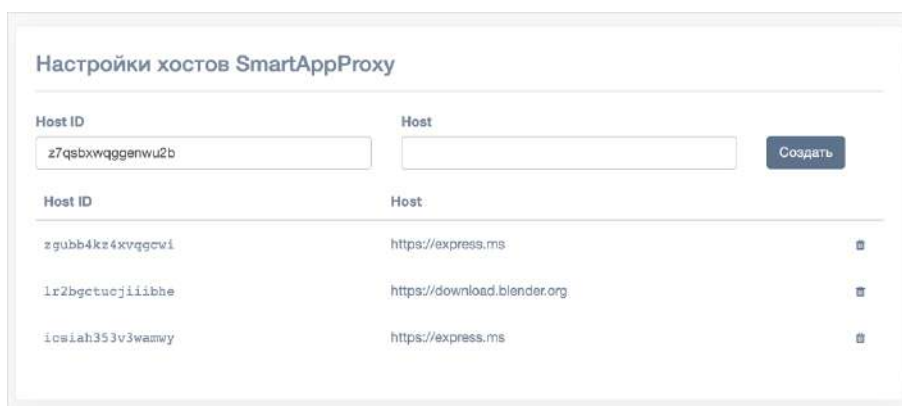 Настройки хостов SmartAppProxy
Host ID Host
z7qsbxwqggenwu2b
Создать
Host ID Host
zgubb4kz4xvqgcwi https://express.ms
lr2bgctucjiiibhe https://download.blender.org
icsiah353v3wamwy https://express.ms